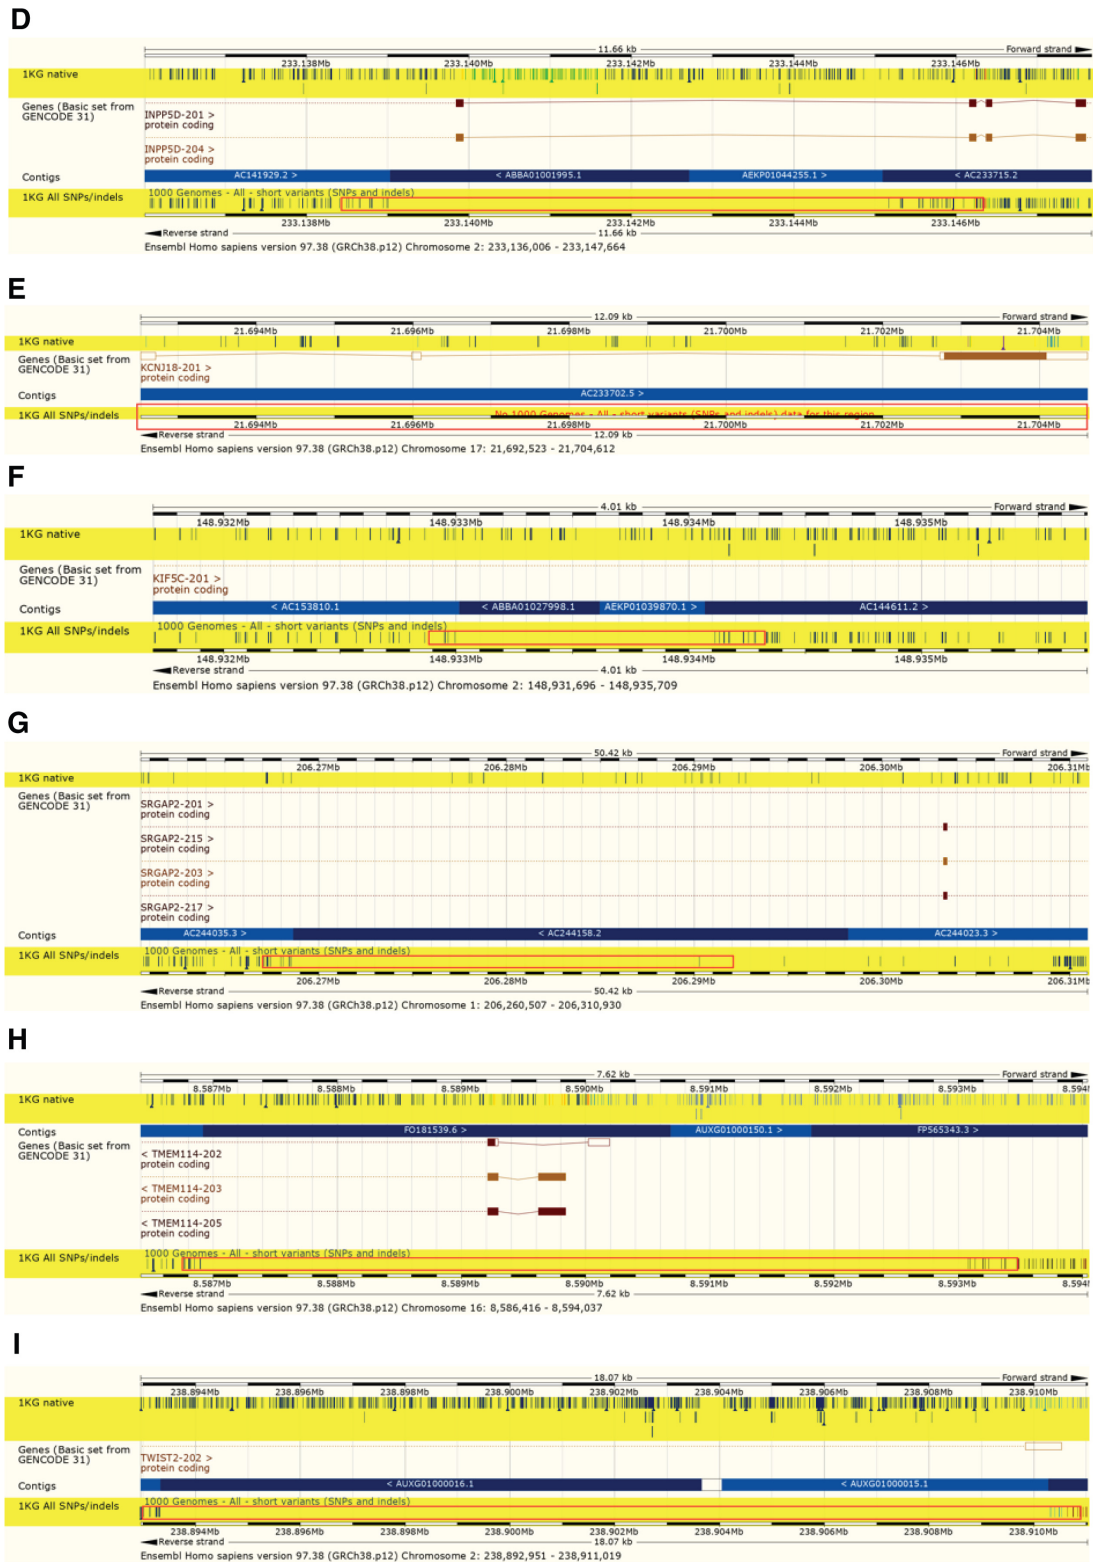 D
11.66 kb Forward strand
233.138Mb 233.140Mb 233.142Mb 233.144Mb 233.146Mb
1KG native
Genes (Basic set from
GENCODE 31)
INPP5D-201 >
protein coding
INPP5D-204 >
protein coding
Contigs
AC141929.2 > < ABBA01001995.1 AEKP01044255.1 > < AC233715.2
1KG All SNPs/indels 1000 Genomes - All - short variants (SNPs and indels)
233.138Mb 233.140Mb 233.142Mb 233.144Mb 233.146Mb
Reverse strand 11.66 kb
Ensembl Homo sapiens version 97.38 (GRCh38.p12) Chromosome 2: 233,136,006 - 233,147,664
E
12.09 kb Forward strand
21.694Mb 21.696Mb 21.698Mb 21.700Mb 21.702Mb 21.704Mb
1KG native
Genes (Basic set from
GENCODE 31)
KCNJ18-201 >
protein coding
Contigs AC233702.5 >
1KG All SNPs/indels No 1000 Genomes - All - short variants (SNPs and indels) data for this region
21.694Mb 21.696Mb 21.698Mb 21.700Mb 21.702Mb 21.704Mb
Reverse strand 12.09 kb
Ensembl Homo sapiens version 97.38 (GRCh38.p12) Chromosome 17: 21,692,523 - 21,704,612
F
4.01 kb Forward strand
148.932Mb 148.933Mb 148.934Mb 148.935Mb
1KG native
Genes (Basic set from
GENCODE 31)
KIF5C-201 >
protein coding
Contigs < AC153810.1 < ABBA01027998.1 AEKP01039870.1 > AC144611.2 >
1KG All SNPs/indels 1000 Genomes - All - short variants (SNPs and indels)
148.932Mb 148.933Mb 148.934Mb 148.935Mb
Reverse strand 4.01 kb
Ensembl Homo sapiens version 97.38 (GRCh38.p12) Chromosome 2: 148,931,696 - 148,935,709
G
50.42 kb Forward strand
206.27Mb 206.28Mb 206.29Mb 206.30Mb 206.31Mb
1KG native
Genes (Basic set from
GENCODE 31)
SRGAP2-201 >
protein coding
SRGAP2-215 >
protein coding
SRGAP2-203 >
protein coding
SRGAP2-217 >
protein coding
Contigs AC244035.3 > < AC244158.2 AC244023.3 >
1KG All SNPs/indels 1000 Genomes - All - short variants (SNPs and indels)
206.27Mb 206.28Mb 206.29Mb 206.30Mb 206.31Mb
Reverse strand 50.42 kb
Ensembl Homo sapiens version 97.38 (GRCh38.p12) Chromosome 1: 206,260,507 - 206,310,930
H
7.62 kb Forward strand
8.587Mb 8.588Mb 8.589Mb 8.590Mb 8.591Mb 8.592Mb 8.593Mb 8.594
1KG native
Contigs FO181539.6 > AUXG01000150.1 > FP565343.3 >
Genes (Basic set from
GENCODE 31)
< TMEM114-202
protein coding
< TMEM114-203
protein coding
< TMEM114-205
protein coding
1KG All SNPs/indels 1000 Genomes - All - short variants (SNPs and indels)
8.587Mb 8.588Mb 8.589Mb 8.590Mb 8.591Mb 8.592Mb 8.593Mb 8.594
Reverse strand 7.62 kb
Ensembl Homo sapiens version 97.38 (GRCh38.p12) Chromosome 16: 8,586,416 - 8,594,037
I
18.07 kb Forward strand
238.894Mb 238.896Mb 238.898Mb 238.900Mb 238.902Mb 238.904Mb 238.906Mb 238.908Mb 238.910Mb
1KG native
Genes (Basic set from
GENCODE 31)
TWIST2-202 >
protein coding
Contigs < AUXG01000016.1 < AUXG01000015.1
1KG All SNPs/indels 1000 Genomes - All - short variants (SNPs and indels)
238.894Mb 238.896Mb 238.898Mb 238.900Mb 238.902Mb 238.904Mb 238.906Mb 238.908Mb 238.910Mb
Reverse strand 18.07 kb
Ensembl Homo sapiens version 97.38 (GRCh38.p12) Chromosome 2: 238,892,951 - 238,911,019